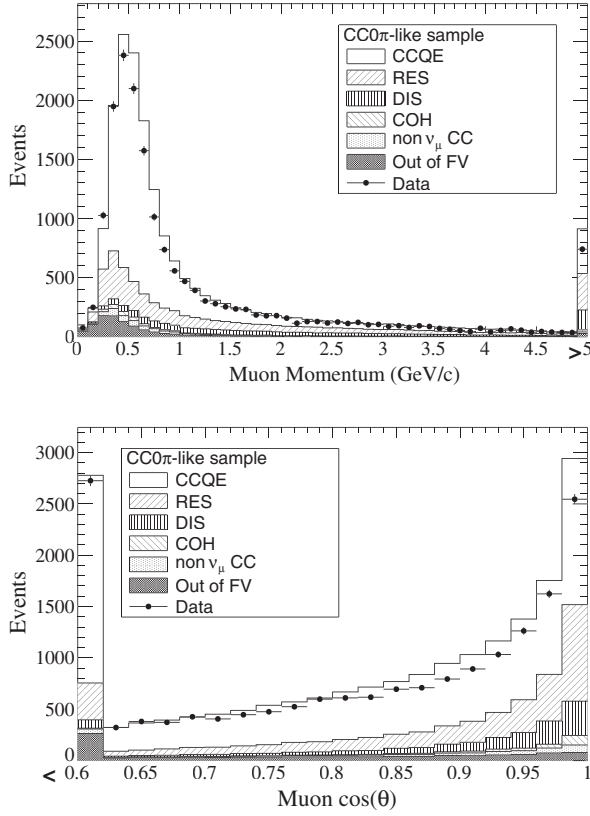 CC0π-like sample
CCQE
RES
DIS
COH
non νμ CC
Out of FV
Data
Events
2500
2000
1500
1000
500
0
0 0.5 1 1.5 2 2.5 3 3.5 4 4.5 5
>
Muon Momentum (GeV/c)
CC0π-like sample
CCQE
RES
DIS
COH
non νμ CC
Out of FV
Data
Events
3000
2500
2000
1500
1000
500
0
0.6 0.65 0.7 0.75 0.8 0.85 0.9 0.95 1
<
Muon cos(θ)